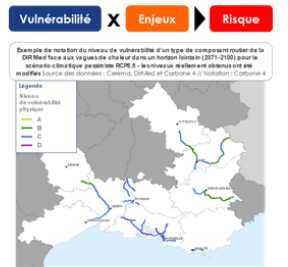 Vulnérabilité x Enjeux Risque
Exemple de notation du niveau de vulnérabilité d'un type de composant routier de la
DIR Med face aux vagues de chaleur dans un horizon lointain (2071-2100) pour le
scénario climatique pessimiste RCP8.5 - les niveaux réellement obtenus ont été
modifiés Source des données : Cerema, DirMed et Carbone 4 // Notation : Carbone 4
Légende
Niveau
de vulnérabilité
physique
A
B
C
D